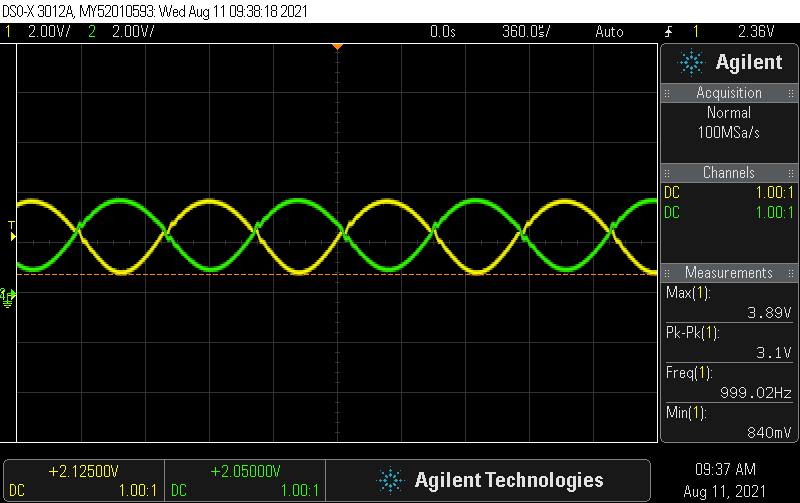 DSO-X 3012A, MY52010593: Wed Aug 11 09:38:18 2021
1 2.00V/ 2 2.00V/ 0.0s 360.0µs/ Auto 1 2.36V
Agilent
Acquisition
Normal
100MSa/s
Channels
DC 1.00:1
DC 1.00:1
Measurements
Max(1):
3.89V
Pk-Pk(1):
3.1V
Freq(1):
999.02Hz
Min(1):
840mV
T
+2.12500V
DC 1.00:1
+2.05000V
DC 1.00:1
Agilent Technologies
09:37 AM
Aug 11, 2021